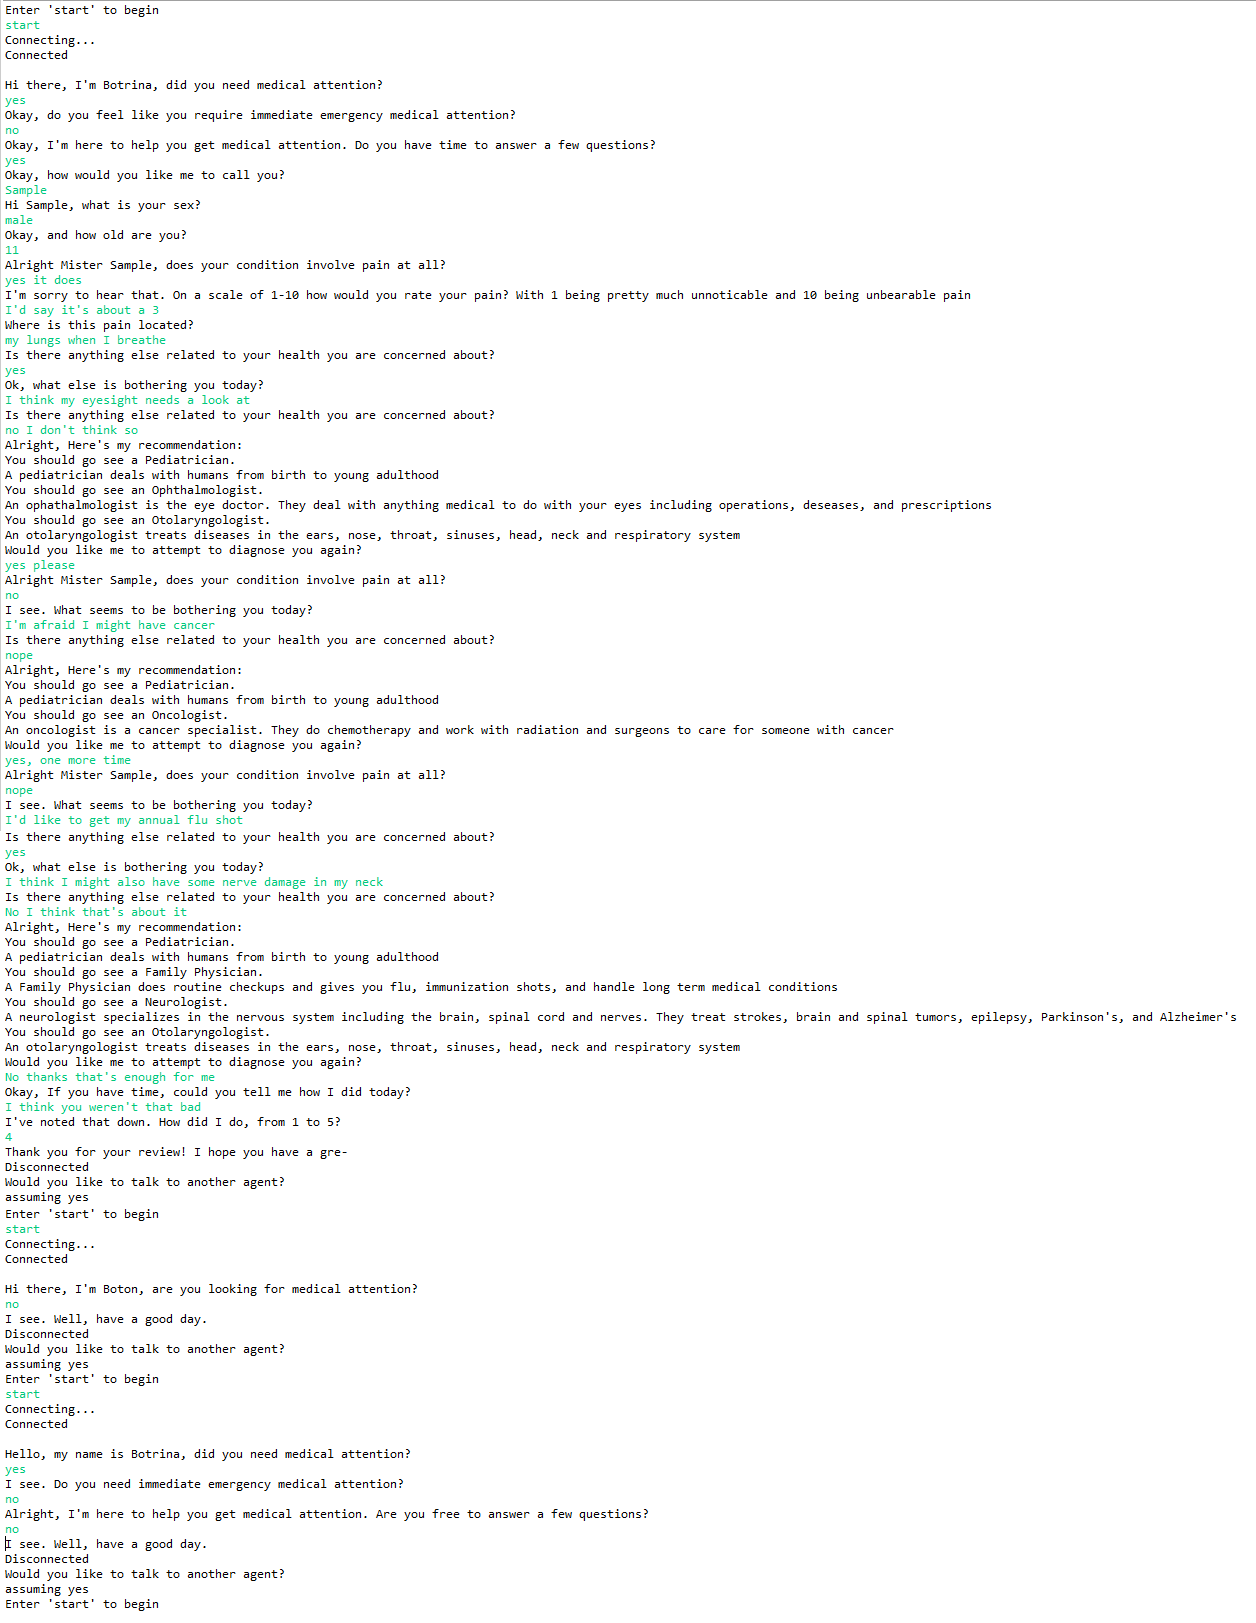 Enter 'start' to begin
start
Connecting...
Connected
Hi there, I'm Botrina, did you need medical attention?
yes
Okay, do you feel like you require immediate emergency medical attention?
no
Okay, I'm here to help you get medical attention. Do you have time to answer a few questions?
yes
Okay, how would you like me to call you?
Sample
Hi Sample, what is your sex?
male
Okay, and how old are you?
11
Alright Mister Sample, does your condition involve pain at all?
yes it does
I'm sorry to hear that. On a scale of 1-10 how would you rate your pain? With 1 being pretty much unnoticable and 10 being unbearable pain
I'd say it's about a 3
Where is this pain located?
my lungs when I breathe
Is there anything else related to your health you are concerned about?
yes
Ok, what else is bothering you today?
I think my eyesight needs a look at
Is there anything else related to your health you are concerned about?
no I don't think so
Alright, Here's my recommendation:
You should go see a Pediatrician.
A pediatrician deals with humans from birth to young adulthood
You should go see an Ophthalmologist.
An ophathalmologist is the eye doctor. They deal with anything medical to do with your eyes including operations, deseases, and prescriptions
You should go see an Otolaryngologist.
An otolaryngologist treats diseases in the ears, nose, throat, sinuses, head, neck and respiratory system
Would you like me to attempt to diagnose you again?
yes please
Alright Mister Sample, does your condition involve pain at all?
no
I see. What seems to be bothering you today?
I'm afraid I might have cancer
Is there anything else related to your health you are concerned about?
nope
Alright, Here's my recommendation:
You should go see a Pediatrician.
A pediatrician deals with humans from birth to young adulthood
You should go see an Oncologist.
An oncologist is a cancer specialist. They do chemotherapy and work with radiation and surgeons to care for someone with cancer
Would you like me to attempt to diagnose you again?
yes, one more time
Alright Mister Sample, does your condition involve pain at all?
nope
I see. What seems to be bothering you today?
I'd like to get my annual flu shot
Is there anything else related to your health you are concerned about?
yes
Ok, what else is bothering you today?
I think I might also have some nerve damage in my neck
Is there anything else related to your health you are concerned about?
No I think that's about it
Alright, Here's my recommendation:
You should go see a Pediatrician.
A pediatrician deals with humans from birth to young adulthood
You should go see a Family Physician.
A Family Physician does routine checkups and gives you flu, immunization shots, and handle long term medical conditions
You should go see a Neurologist.
A neurologist specializes in the nervous system including the brain, spinal cord and nerves. They treat strokes, brain and spinal tumors, epilepsy, Parkinson's, and Alzheimer's
You should go see an Otolaryngologist.
An otolaryngologist treats diseases in the ears, nose, throat, sinuses, head, neck and respiratory system
Would you like me to attempt to diagnose you again?
No thanks that's enough for me
Okay, If you have time, could you tell me how I did today?
I think you weren't that bad
I've noted that down. How did I do, from 1 to 5?
4
Thank you for your review! I hope you have a gre-
Disconnected
Would you like to talk to another agent?
assuming yes
Enter 'start' to begin
start
Connecting...
Connected
Hi there, I'm Boton, are you looking for medical attention?
no
I see. Well, have a good day.
Disconnected
Would you like to talk to another agent?
assuming yes
Enter 'start' to begin
start
Connecting...
Connected
Hello, my name is Botrina, did you need medical attention?
yes
I see. Do you need immediate emergency medical attention?
no
Alright, I'm here to help you get medical attention. Are you free to answer a few questions?
no
I see. Well, have a good day.
Disconnected
Would you like to talk to another agent?
assuming yes
Enter 'start' to begin